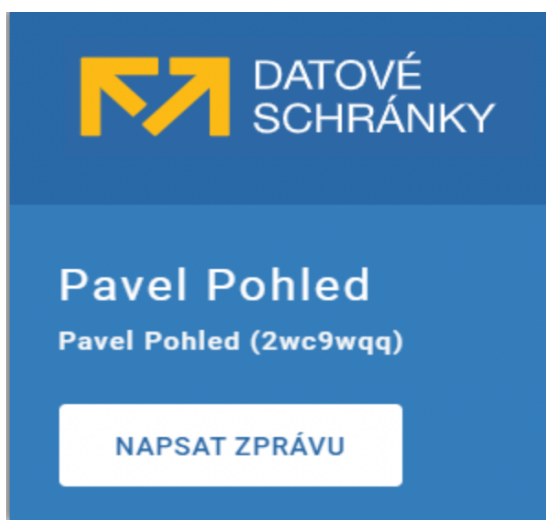 DATOVÉ
SCHRÁNKY
Pavel Pohled
Pavel Pohled (2wc9wqq)
NAPSAT ZPRÁVU